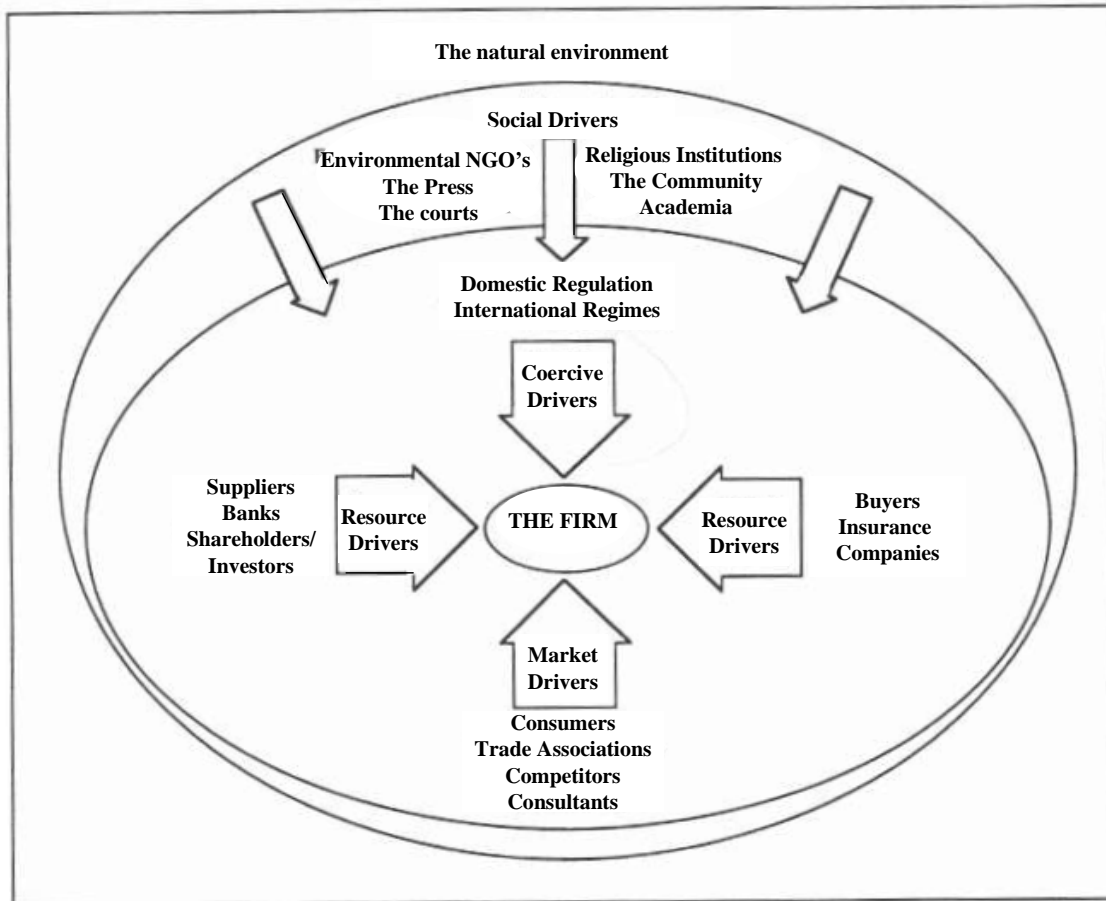 The natural environment
Social Drivers
Environmental NGO’s
The Press
The courts
Religious Institutions
The Community
Academia
Domestic Regulation
International Regimes
Coercive
Drivers
Suppliers
Banks
Shareholders/
Investors
Resource
Drivers
THE FIRM
Resource
Drivers
Buyers
Insurance
Companies
Market
Drivers
Consumers
Trade Associations
Competitors
Consultants